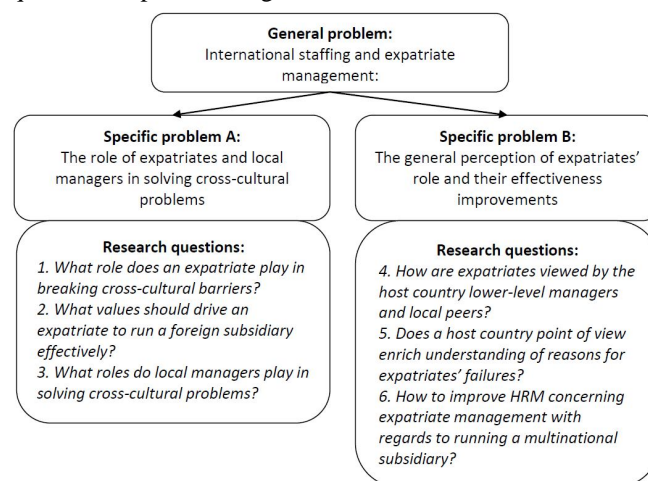 General problem:
International staffing and expatriate
management:
Specific problem A:
The role of expatriates and local
managers in solving cross-cultural
problems
Specific problem B:
The general perception of expatriates’
role and their effectiveness
improvements
Research questions:
1. What role does an expatriate play in
breaking cross-cultural barriers?
2. What values should drive an
expatriate to run a foreign subsidiary
effectively?
3. What roles do local managers play in
solving cross-cultural problems?
Research questions:
4. How are expatriates viewed by the
host country lower-level managers
and local peers?
5. Does a host country point of view
enrich understanding of reasons for
expatriates’ failures?
6. How to improve HRM concerning
expatriate management with
regards to running a multinational
subsidiary?